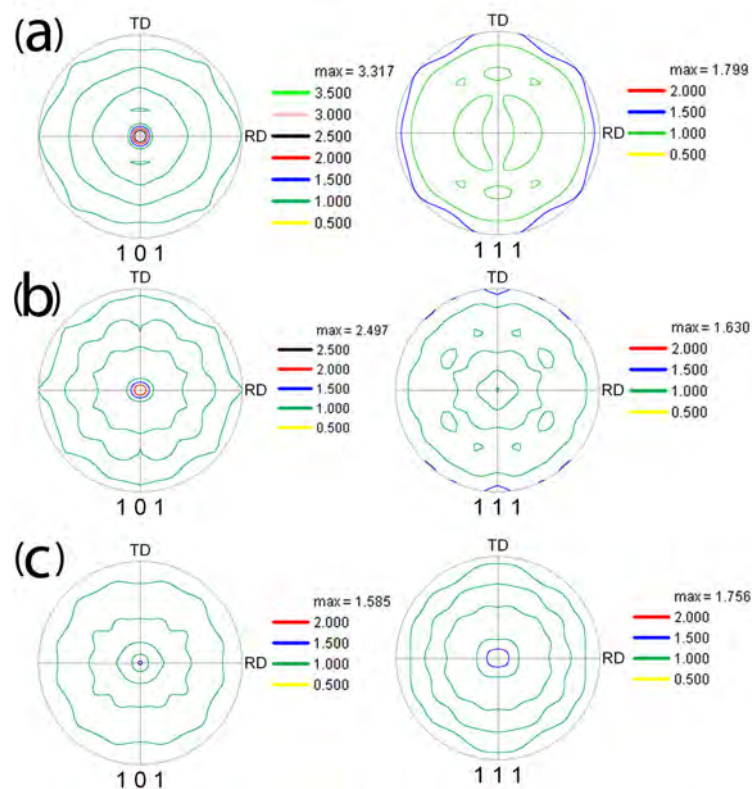 (a)
TD
RD
max = 3.317
3.500
3.000
2.500
2.000
1.500
1.000
0.500
1 0 1
TD
RD
max = 1.799
2.000
1.500
1.000
0.500
1 1 1
(b)
TD
RD
max = 2.497
2.500
2.000
1.500
1.000
0.500
1 0 1
TD
RD
max = 1.630
2.000
1.500
1.000
0.500
1 1 1
(c)
TD
RD
max = 1.585
2.000
1.500
1.000
0.500
1 0 1
TD
RD
max = 1.756
2.000
1.500
1.000
0.500
1 1 1